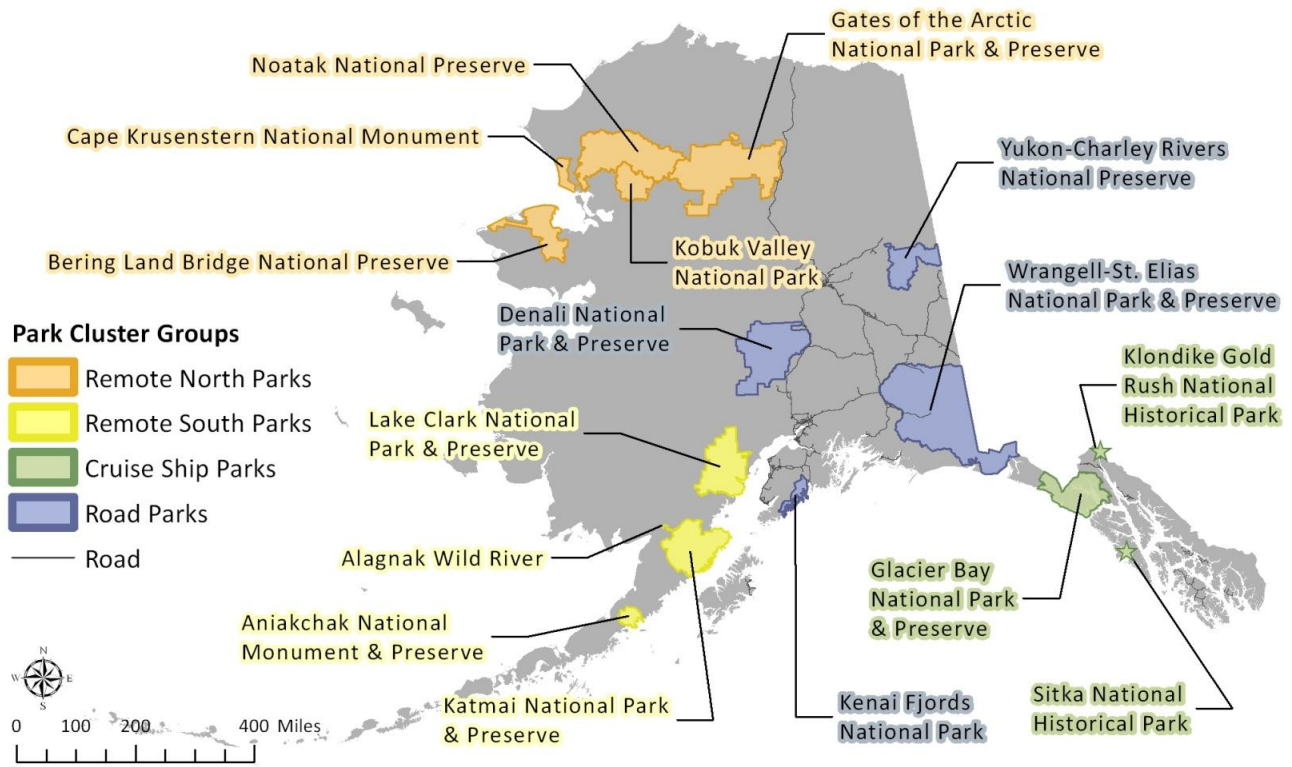 Gates of the Arctic
National Park & Preserve
Noatak National Preserve
Cape Krusenstern National Monument
Yukon-Charley Rivers
National Preserve
Bering Land Bridge National Preserve
Kobuk Valley
National Park
Wrangell-St. Elias
National Park & Preserve
Denali National
Park & Preserve
Park Cluster Groups
Remote North Parks
Remote South Parks
Cruise Ship Parks
Road Parks
Road
Klondike Gold
Rush National
Historical Park
Lake Clark National
Park & Preserve
Alagnak Wild River
Glacier Bay
National Park
& Preserve
Aniakchak National
Monument & Preserve
Katmai National Park
& Preserve
Kenai Fjords
National Park
Sitka National
Historical Park
N
W E
S
0 100 200 400 Miles